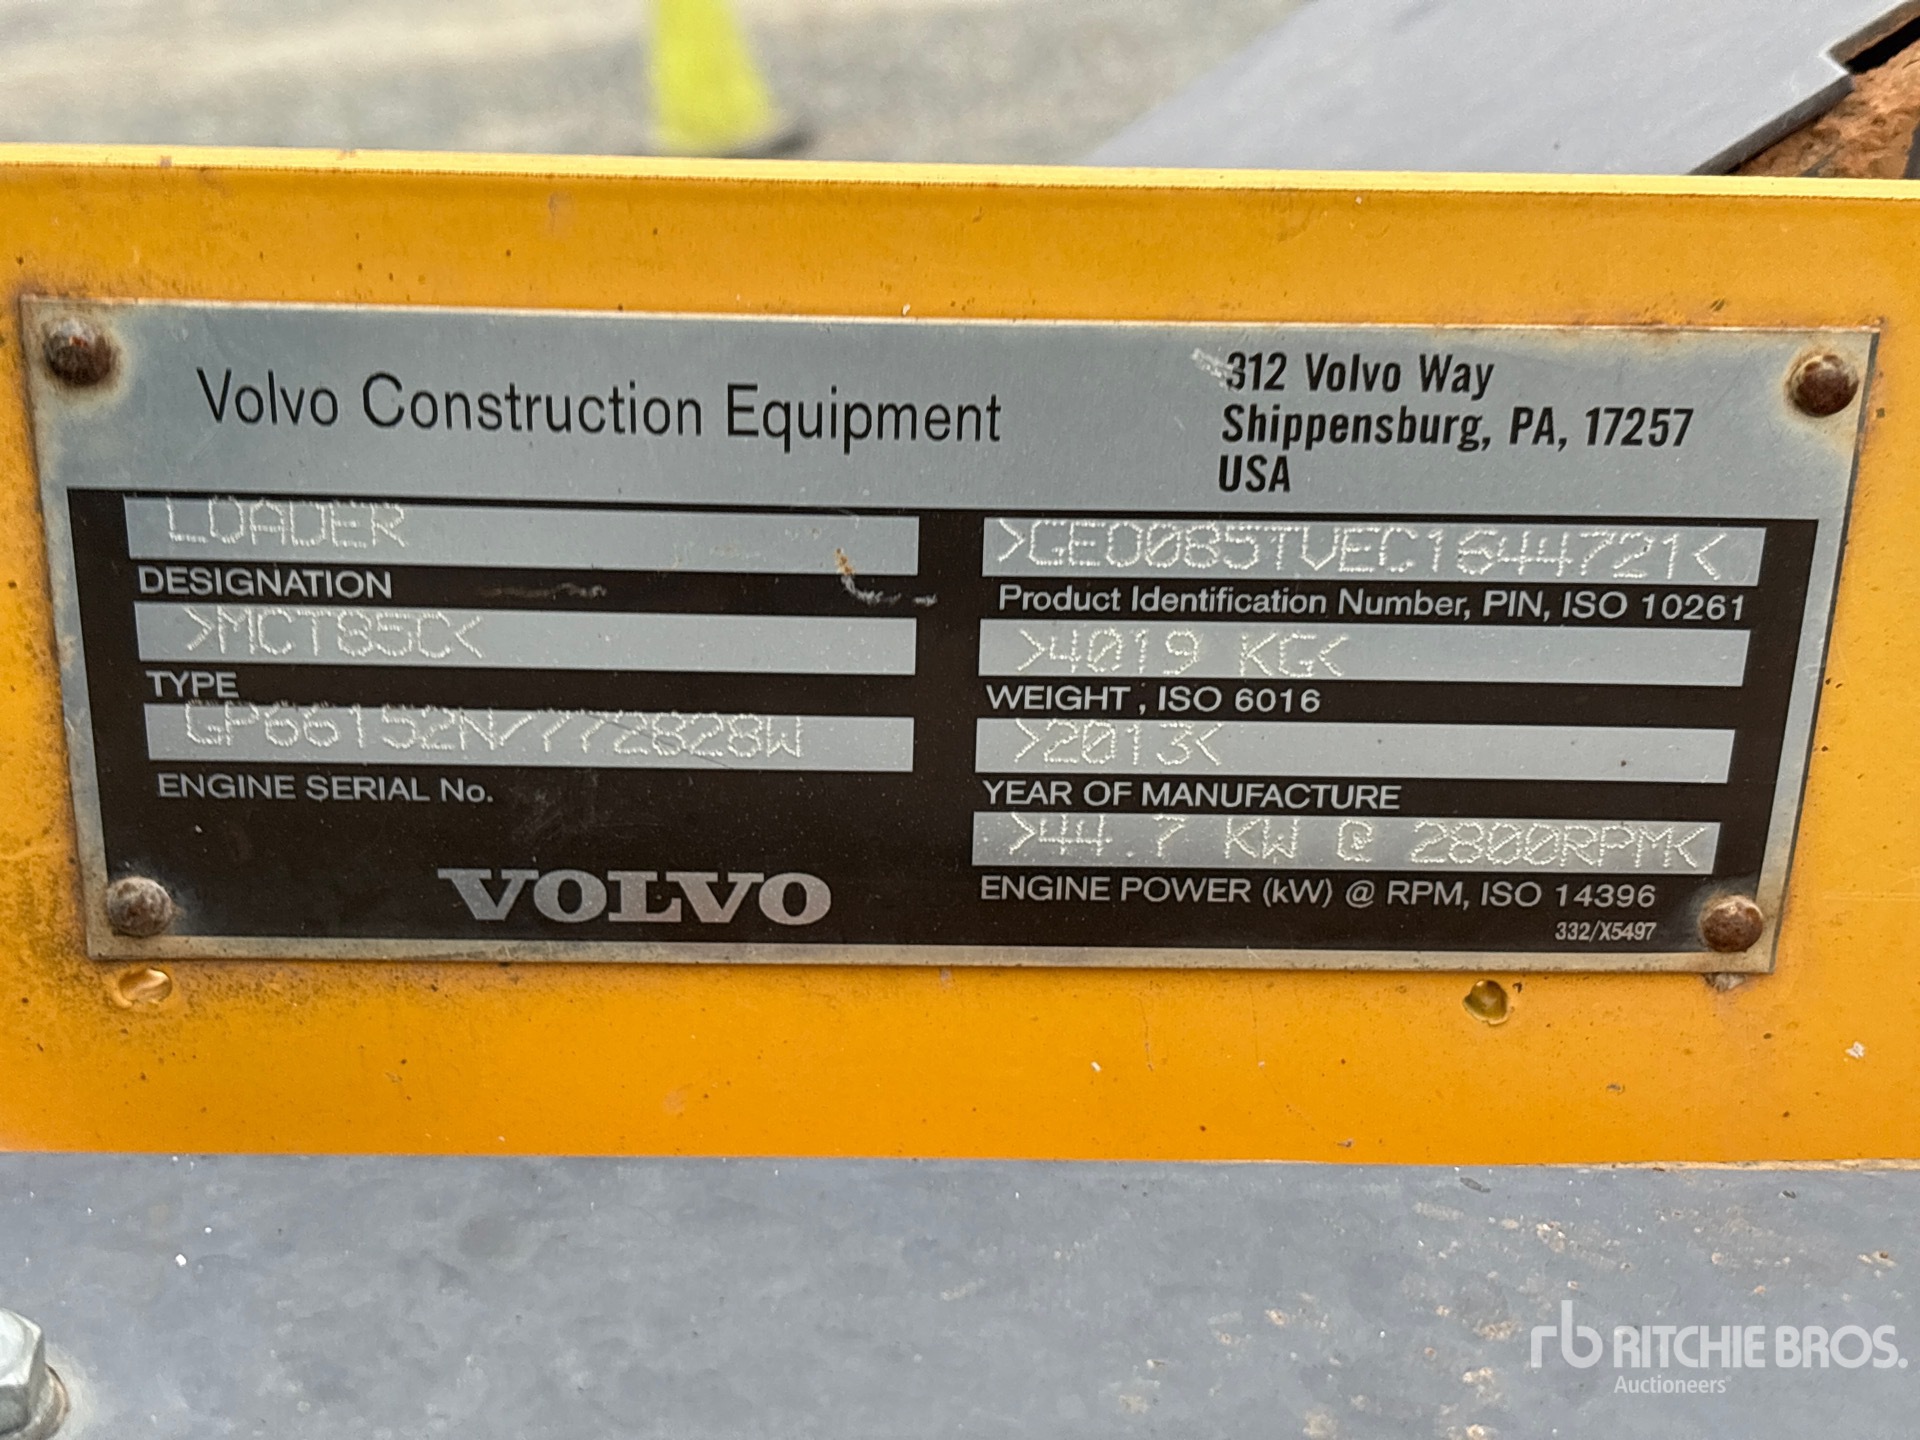 Volvo Construction Equipment
312 Volvo Way
Shippensburg, PA, 17257
USA
LOADER
DESIGNATION
>MCT85C<
TYPE
GP66152N/772828W
ENGINE SERIAL No.
VOLVO
>GEO0085TVEC1644721<
Product Identification Number, PIN, ISO 10261
>4019 KG<
WEIGHT, ISO 6016
>2013<
YEAR OF MANUFACTURE
>44.7 KW @ 2800RPM<
ENGINE POWER (kW) @ RPM, ISO 14396
332/X5497
rb RITCHIE BROS.
Auctioneers